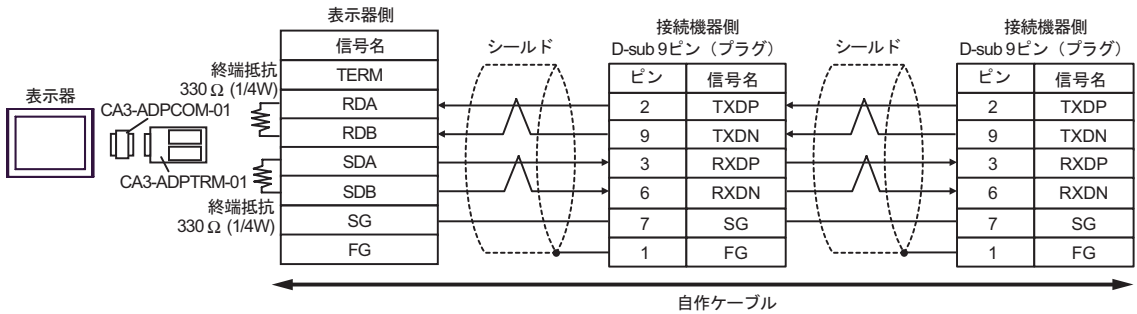 表示器側
接続機器側
D-sub 9ピン（プラグ）
接続機器側
D-sub 9ピン（プラグ）
シールド
シールド
表示器
CA3-ADPCOM-01
CA3-ADPTRM-01
終端抵抗
330 Ω (1/4W)
終端抵抗
330 Ω (1/4W)
信号名
TERM
RDA
RDB
SDA
SDB
SG
FG
ピン 信号名
2 TXDP
9 TXDN
3 RXDP
6 RXDN
7 SG
1 FG
ピン 信号名
2 TXDP
9 TXDN
3 RXDP
6 RXDN
7 SG
1 FG
自作ケーブル